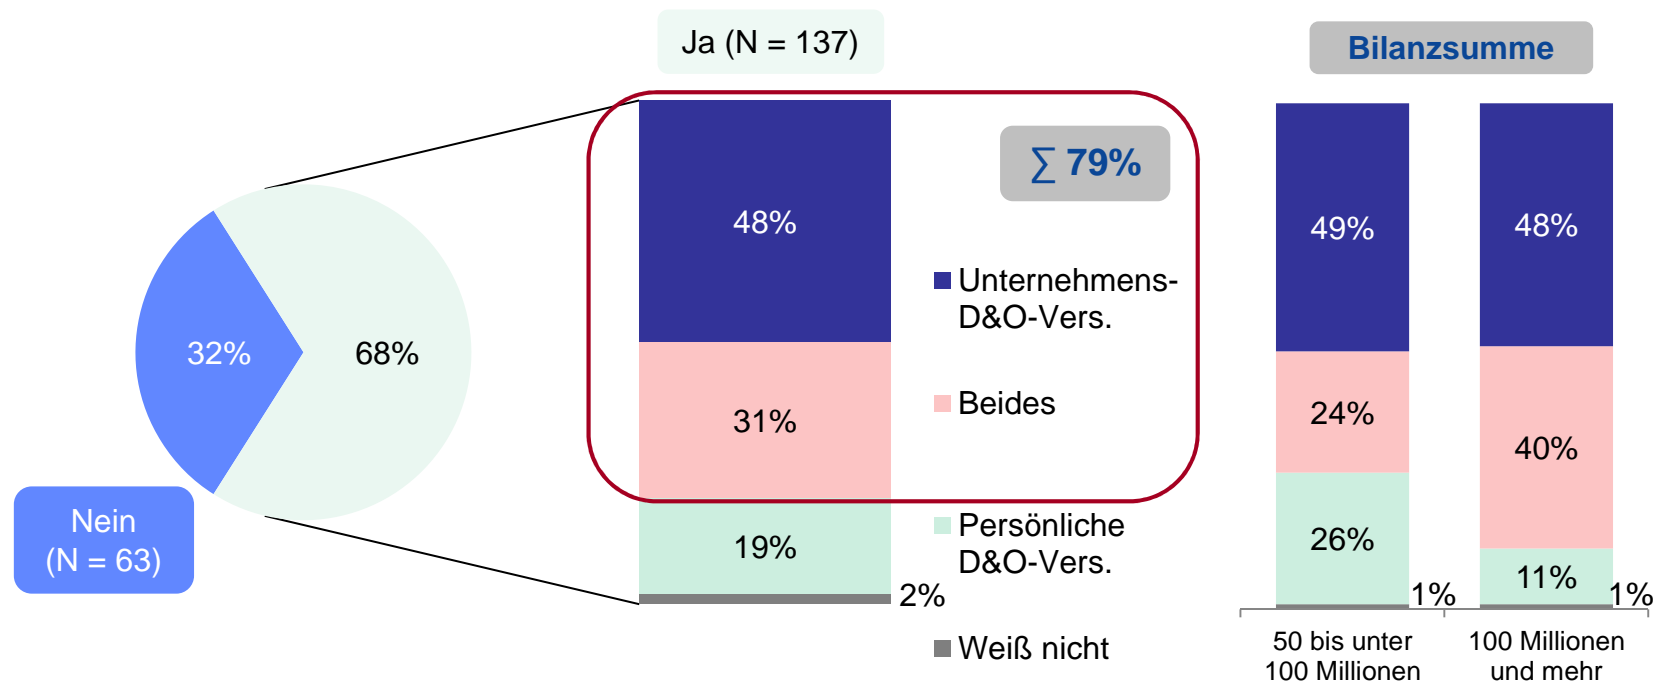 Ja (N = 137)
Bilanzsumme
∑ 79%
32%
68%
Nein
(N = 63)
48%
31%
19%
2%
Unternehmens-
D&O-Vers.
Beides
Persönliche
D&O-Vers.
Weiß nicht
49%
24%
26%
1%
48%
40%
11%
1%
50 bis unter
100 Millionen
100 Millionen
und mehr